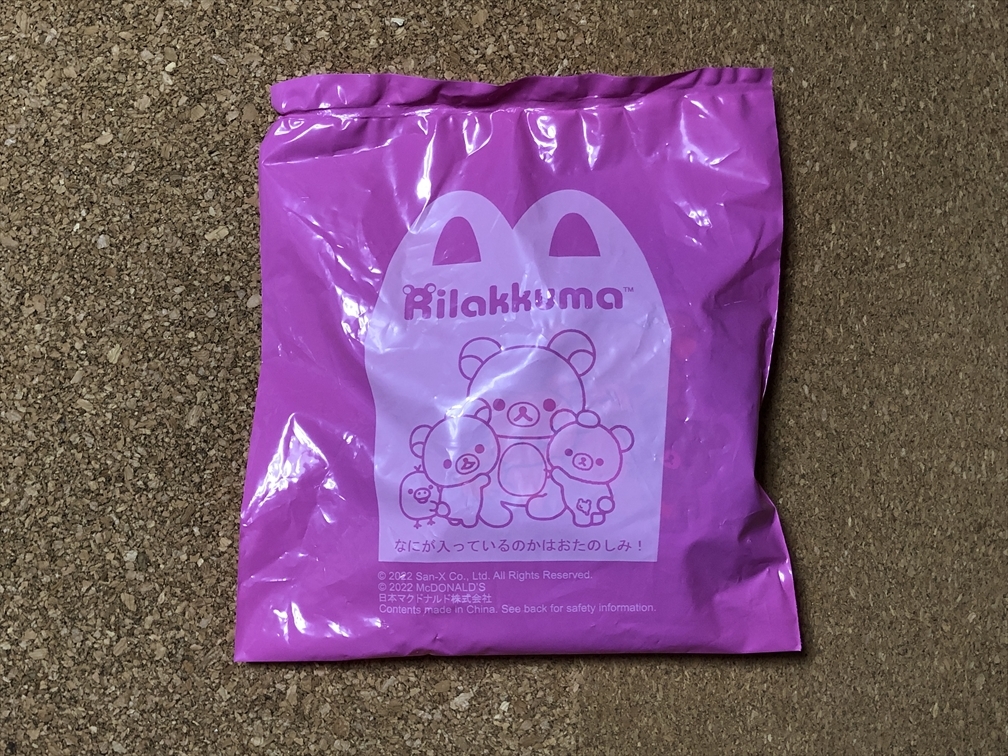 Rilakkuma™
なにが入っているのかはおたのしみ！
© 2022 San-X Co., Ltd. All Rights Reserved.
© 2022 McDONALD'S
日本マクドナルド株式会社
Contents made in China. See back for safety information.